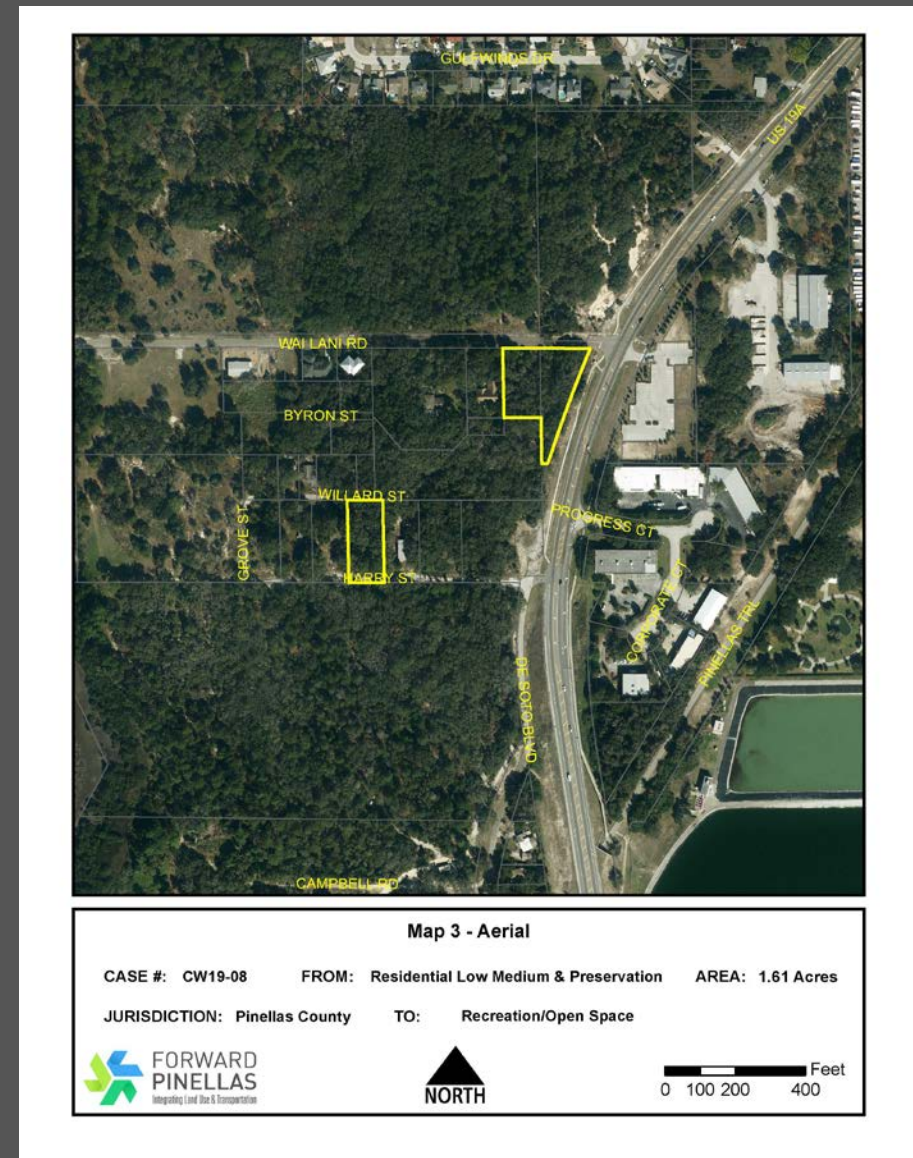 GULFWINDS DR
US 19A
WAI LANI RD
BYRON ST
WILLARD ST
GROVE ST
PROGRESS CT
HARRY ST
CORPORATE CT
PINELLAS TRL
DE SOTO BLVD
CAMPBELL RD
Map 3 - Aerial
CASE #: CW19-08 FROM: Residential Low Medium & Preservation AREA: 1.61 Acres
JURISDICTION: Pinellas County TO: Recreation/Open Space
FORWARD
PINELLAS
Integrating Land Use & Transportation
NORTH
Feet
0 100 200 400